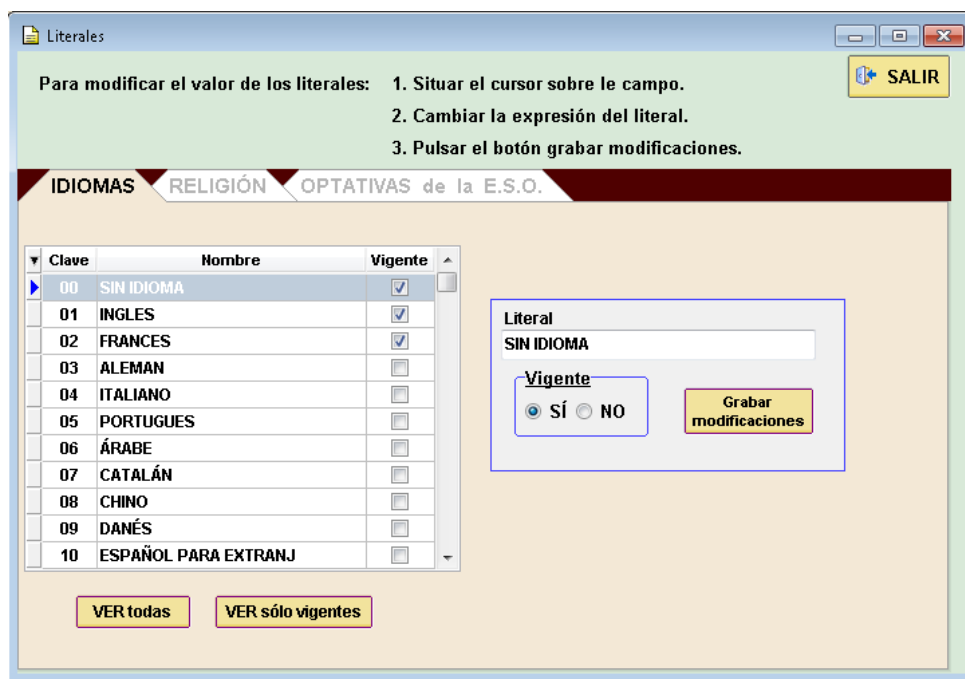 Literales
Para modificar el valor de los literales: 1. Situar el cursor sobre le campo.
2. Cambiar la expresión del literal.
3. Pulsar el botón grabar modificaciones.
SALIR
IDIOMAS RELIGIÓN OPTATIVAS de la E.S.O.
Clave Nombre Vigente
00 SIN IDIOMA
01 INGLES
02 FRANCES
03 ALEMAN
04 ITALIANO
05 PORTUGUES
06 ÁRABE
07 CATALÁN
08 CHINO
09 DANÉS
10 ESPAÑOL PARA EXTRANJ
Literal
SIN IDIOMA
Vigente
SÍ NO
Grabar
modificaciones
VER todas VER sólo vigentes